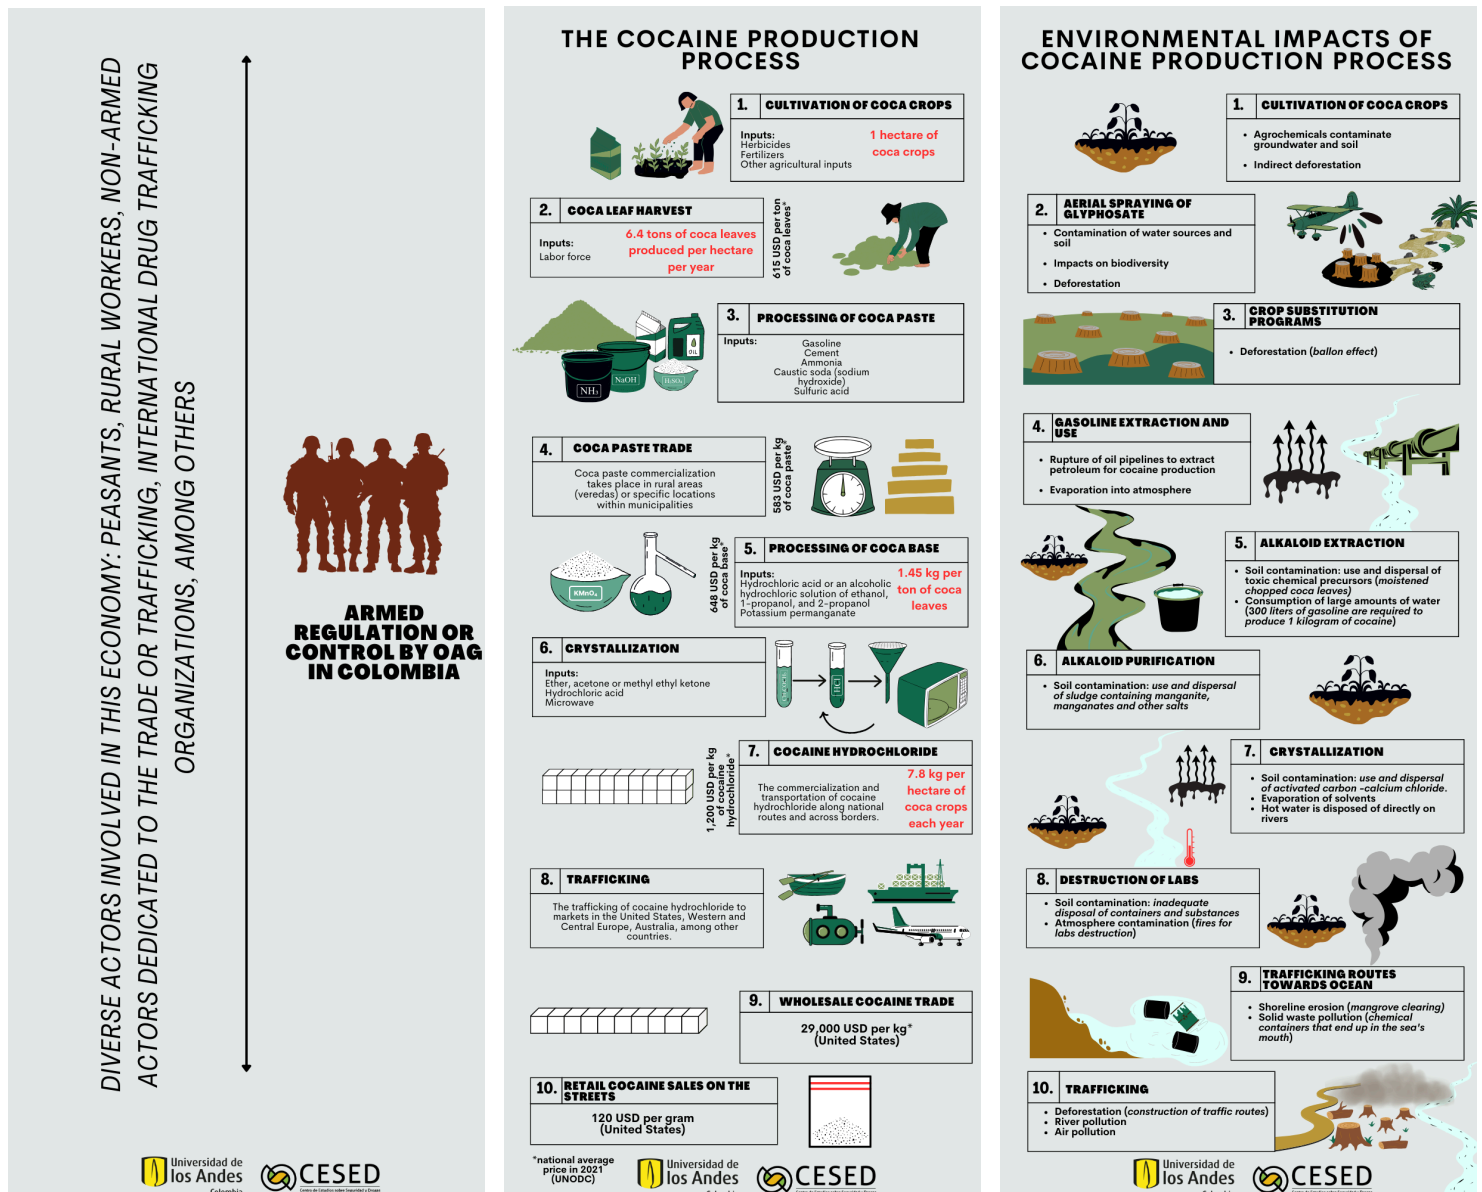 DIVERSE ACTORS INVOLVED IN THIS ECONOMY: PEASANTS, RURAL WORKERS, NON-ARMED
ACTORS DEDICATED TO THE TRADE OR TRAFFICKING, INTERNATIONAL DRUG TRAFFICKING
ORGANIZATIONS, AMONG OTHERS
ARMED
REGULATION OR
CONTROL BY OAG
IN COLOMBIA
Universidad de
los Andes
Colombia
CESED
Centro de Estudios sobre Seguridad y Drogas
THE COCAINE PRODUCTION
PROCESS
1. CULTIVATION OF COCA CROPS
Inputs:
Herbicides
Fertilizers
Other agricultural inputs
1 hectare of
coca crops
2. COCA LEAF HARVEST
Inputs:
Labor force
6.4 tons of coca leaves
produced per hectare
per year
615 USD per ton
of coca leaves*
3. PROCESSING OF COCA PASTE
Inputs:
Gasoline
Cement
Ammonia
Caustic soda (sodium
hydroxide)
Sulfuric acid
OIL
NH₃
NaOH
H₂SO₄
4. COCA PASTE TRADE
Coca paste commercialization
takes place in rural areas
(veredas) or specific locations
within municipalities
583 USD per kg
of coca paste*
5. PROCESSING OF COCA BASE
Inputs:
Hydrochloric acid or an alcoholic
hydrochloric solution of ethanol,
1-propanol, and 2-propanol
Potassium permanganate
1.45 kg per
ton of coca
leaves
648 USD per kg
of coca base*
KMnO₄
6. CRYSTALLIZATION
Inputs:
Ether, acetone or methyl ethyl ketone
Hydrochloric acid
Microwave
HCl
7. COCAINE HYDROCHLORIDE
The commercialization and
transportation of cocaine
hydrochloride along national
routes and across borders.
7.8 kg per
hectare of
coca crops
each year
1,200 USD per kg
of cocaine
hydrochloride*
8. TRAFFICKING
The trafficking of cocaine hydrochloride to
markets in the United States, Western and
Central Europe, Australia, among other
countries.
9. WHOLESALE COCAINE TRADE
29,000 USD per kg*
(United States)
10. RETAIL COCAINE SALES ON THE
STREETS
120 USD per gram
(United States)
*national average
price in 2021
(UNODC)
Universidad de
los Andes
CESED
ENVIRONMENTAL IMPACTS OF
COCAINE PRODUCTION PROCESS
1. CULTIVATION OF COCA CROPS
• Agrochemicals contaminate
groundwater and soil
• Indirect deforestation
2. AERIAL SPRAYING OF
GLYPHOSATE
• Contamination of water sources and
soil
• Impacts on biodiversity
• Deforestation
3. CROP SUBSTITUTION
PROGRAMS
• Deforestation (ballon effect)
4. GASOLINE EXTRACTION AND
USE
• Rupture of oil pipelines to extract
petroleum for cocaine production
• Evaporation into atmosphere
5. ALKALOID EXTRACTION
• Soil contamination: use and dispersal of
toxic chemical precursors (moistened
chopped coca leaves)
• Consumption of large amounts of water
(300 liters of gasoline are required to
produce 1 kilogram of cocaine)
6. ALKALOID PURIFICATION
• Soil contamination: use and dispersal
of sludge containing manganite,
manganates and other salts
7. CRYSTALLIZATION
• Soil contamination: use and dispersal
of activated carbon -calcium chloride.
• Evaporation of solvents
• Hot water is disposed of directly on
rivers
8. DESTRUCTION OF LABS
• Soil contamination: inadequate
disposal of containers and substances
• Atmosphere contamination (fires for
labs destruction)
9. TRAFFICKING ROUTES
TOWARDS OCEAN
• Shoreline erosion (mangrove clearing)
• Solid waste pollution (chemical
containers that end up in the sea's
mouth)
10. TRAFFICKING
• Deforestation (construction of traffic routes)
• River pollution
• Air pollution
Universidad de
los Andes
CESED